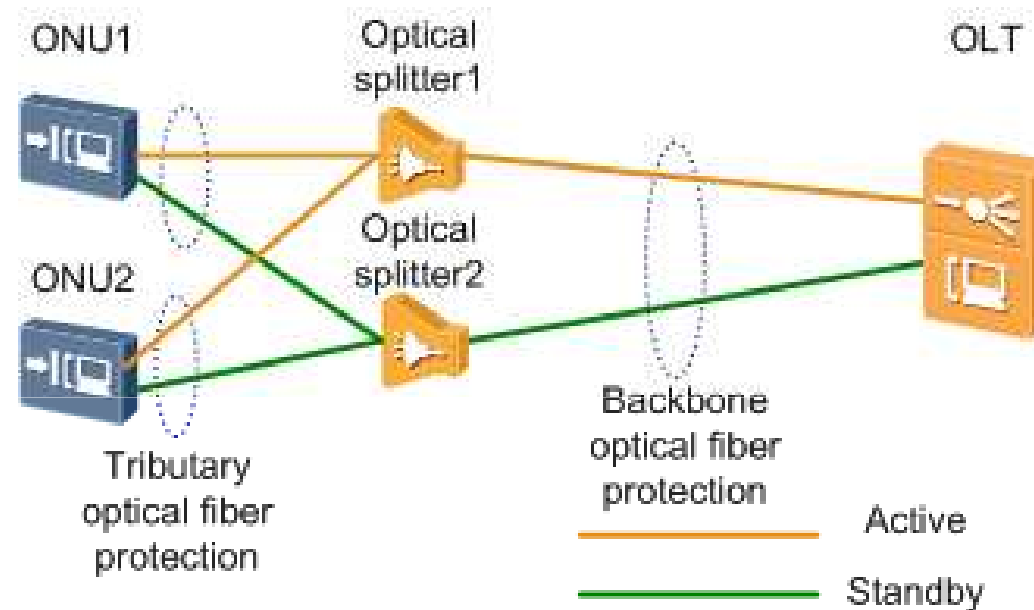 ONU1
Optical
splitter1
OLT
ONU2
Optical
splitter2
Tributary
optical fiber
protection
Backbone
optical fiber
protection
Active
Standby